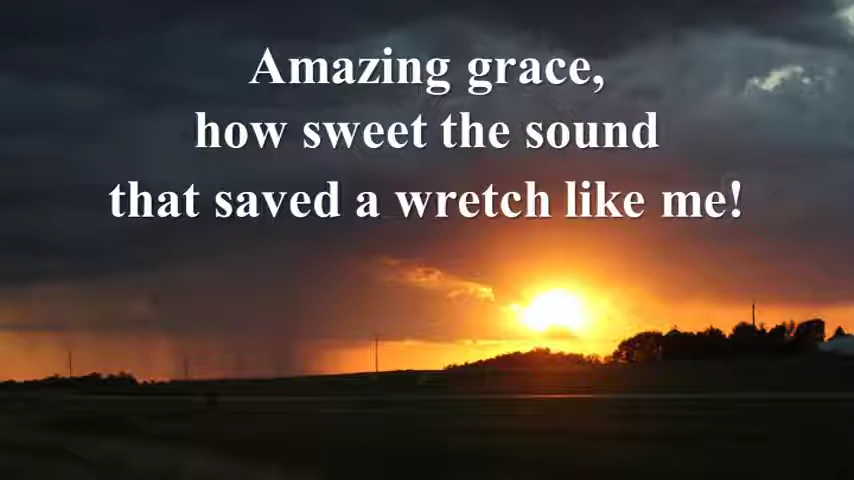 Amazing grace,
how sweet the sound
that saved a wretch like me!